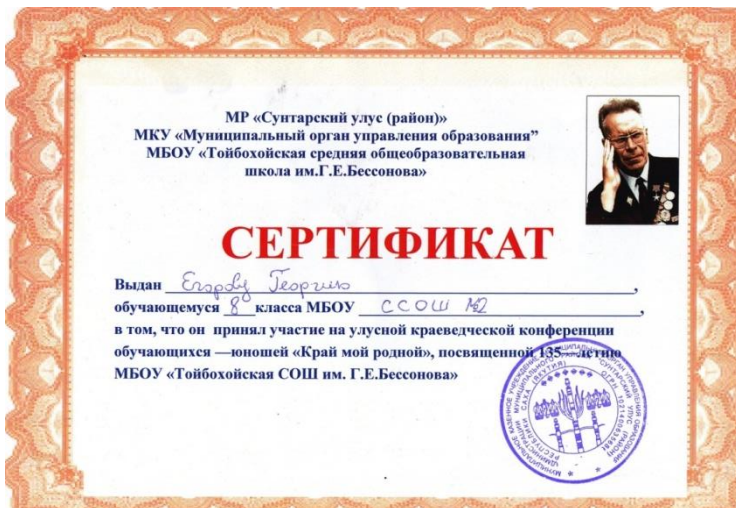 МР «Сунтарский улус (район)»
МКУ «Муниципальный орган управления образования”
МБОУ «Тойбохойская средняя общеобразовательная
школа им.Г.Е.Бессонова»
СЕРТИФИКАТ
Выдан Егорову Георгию,
обучающемуся 8 класса МБОУ ССОШ №2,
в том, что он принял участие на улусной краеведческой конференции
обучающихся —юношей «Край мой родной», посвященной 135 - летию
МБОУ «Тойбохойская СОШ им. Г.Е.Бессонова»